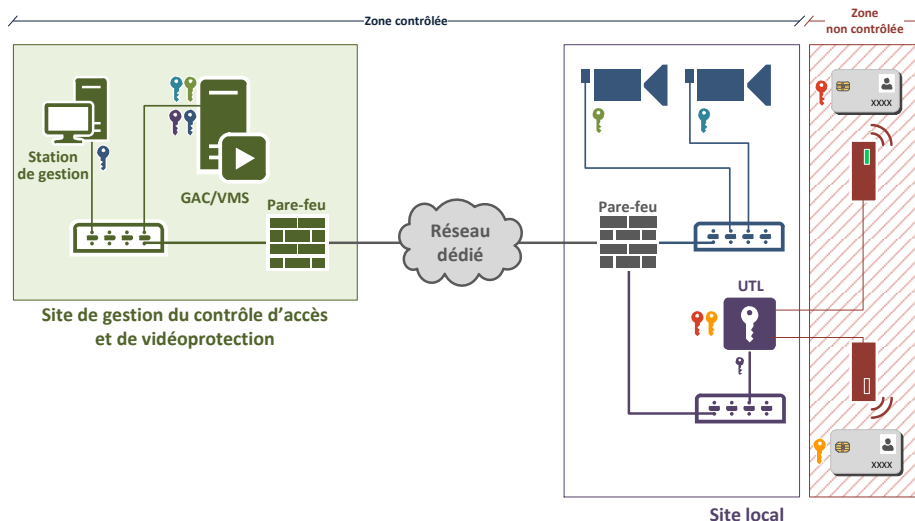 Zone contrôlée
Zone
non contrôlée
XXXX
Station
de gestion
GAC/VMS
Pare-feu
Réseau
dédié
Pare-feu
UTL
Site de gestion du contrôle d'accès
et de vidéoprotection
XXXX
Site local